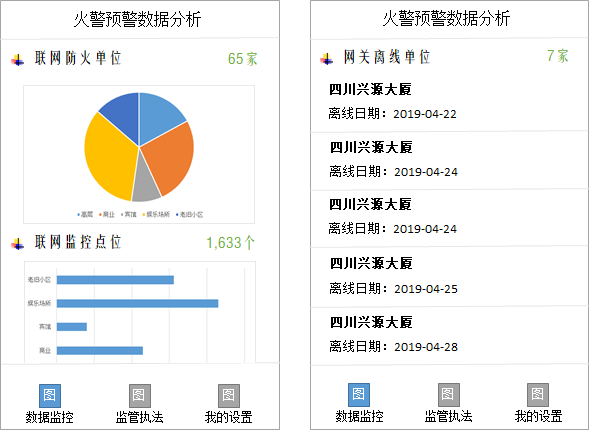 火警预警数据分析
联网防火单位 65家
高层 商业 宾馆 娱乐场所 老旧小区
联网监控点位 1,633个
老旧小区
娱乐场所
宾馆
商业
图 图 图
数据监控 监管执法 我的设置
火警预警数据分析
网关离线单位 7家
四川兴源大厦
离线日期：2019-04-22
四川兴源大厦
离线日期：2019-04-24
四川兴源大厦
离线日期：2019-04-24
四川兴源大厦
离线日期：2019-04-25
四川兴源大厦
离线日期：2019-04-28
图 图 图
数据监控 监管执法 我的设置